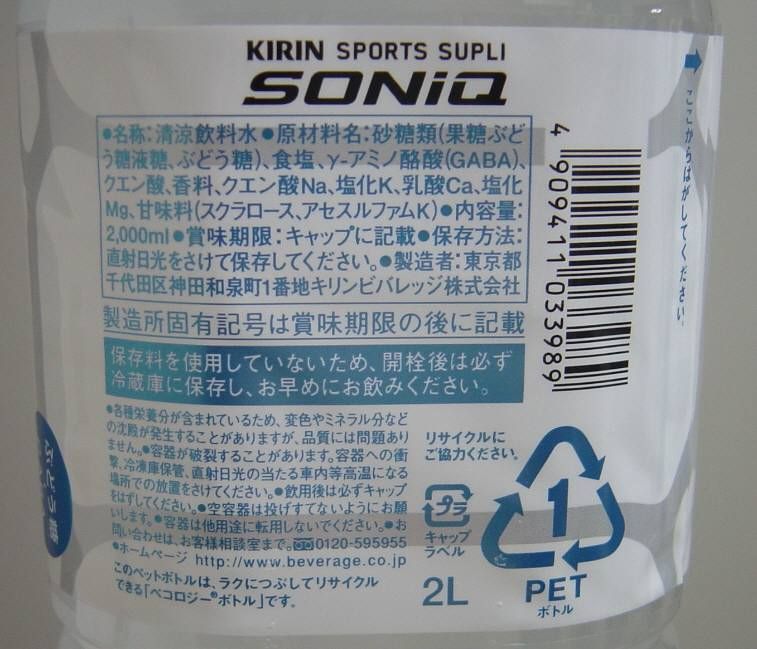 KIRIN SPORTS SUPLI
SONiQ
●名称:清涼飲料水●原材料名:砂糖類(果糖ぶど
う糖液糖、ぶどう糖)、食塩、γ-アミノ酪酸(GABA)、
クエン酸、香料、クエン酸Na、塩化K、乳酸Ca、塩化
Mg、甘味料(スクラロース、アセスルファムK)●内容量:
2,000ml●賞味期限:キャップに記載●保存方法:
直射日光をさけて保存してください。●製造者:東京都
千代田区神田和泉町1番地キリンビバレッジ株式会社
製造所固有記号は賞味期限の後に記載
保存料を使用していないため、開栓後は必ず
冷蔵庫に保存し、お早めにお飲みください。
●各種栄養分が含まれているため、変色やミネラル分など
の沈殿が発生することがありますが、品質には問題あり
ません。●容器が破裂することがあります。容器への衝
撃、冷凍庫保管、直射日光の当たる車内等高温になる
場所での放置をさけてください。●飲用後は必ずキャップ
をはずしてください。●空容器は投げすてないようにお願
いします。●容器は他用途に転用しないでください。●お
問い合わせは、お客様相談室まで。0120-595955
●ホームページ http://www.beverage.co.jp
このペットボトルは、ラクにつぶしてリサイクル
できる「ペコロジー®ボトル」です。
リサイクルに
ご協力ください。
プラ
キャップ
ラベル
2L
1
PET
ボトル
4 909411 033989
ここからはがしてください。
ぶどう糖